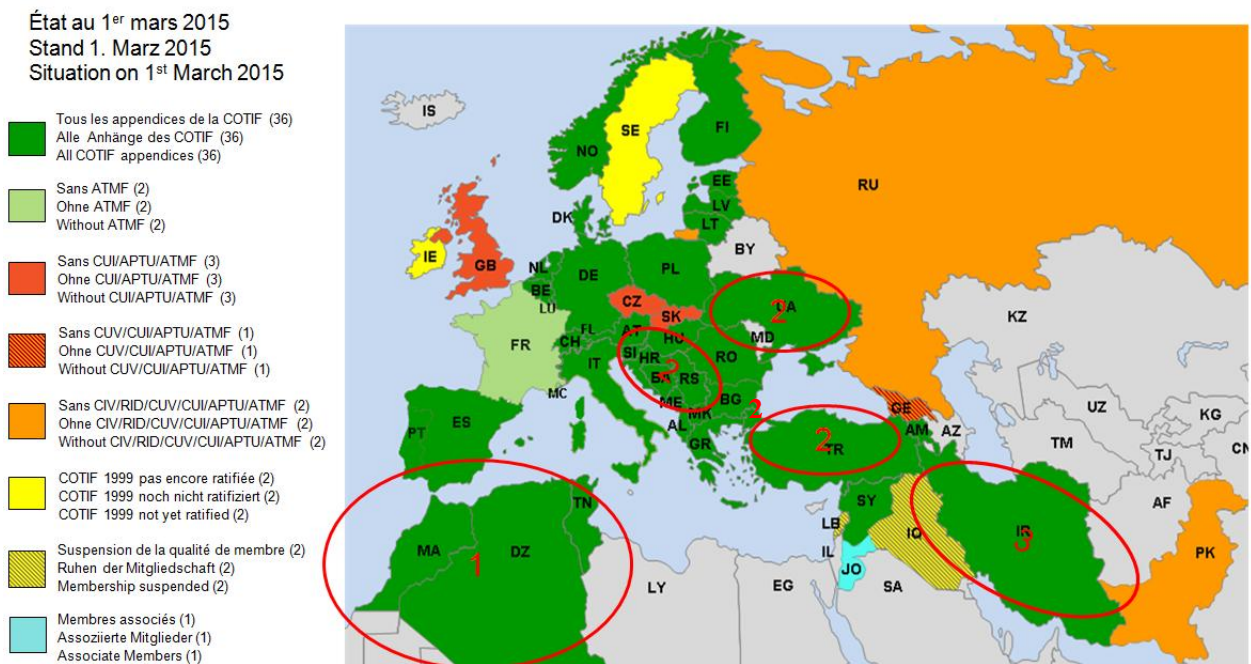 État au 1er mars 2015
Stand 1. Marz 2015
Situation on 1st March 2015
Tous les appendices de la COTIF (36)
Alle Anhänge des COTIF (36)
All COTIF appendices (36)
Sans ATMF (2)
Ohne ATMF (2)
Without ATMF (2)
Sans CUI/APTU/ATMF (3)
Ohne CUI/APTU/ATMF (3)
Without CUI/APTU/ATMF (3)
Sans CUV/CUI/APTU/ATMF (1)
Ohne CUV/CUI/APTU/ATMF (1)
Without CUV/CUI/APTU/ATMF (1)
Sans CIV/RID/CUV/CUI/APTU/ATMF (2)
Ohne CIV/RID/CUV/CUI/APTU/ATMF (2)
Without CIV/RID/CUV/CUI/APTU/ATMF (2)
COTIF 1999 pas encore ratifiée (2)
COTIF 1999 noch nicht ratifiziert (2)
COTIF 1999 not yet ratified (2)
Suspension de la qualité de membre (2)
Ruhen der Mitgliedschaft (2)
Membership suspended (2)
Membres associés (1)
Assoziierte Mitglieder (1)
Associate Members (1)
IS
SE
FI
NO
RU
EE
LV
DK
LT
BY
IE
GB
NL
DE
PL
BE
LU
CZ
UA
2
SK
KZ
FR
FL
AT
HU
MD
CH
SI
HR
RO
IT
2
BA
RS
MC
ME
BG
MK
2
AL
GR
PT
ES
2
TR
GE
AM
AZ
UZ
KG
TM
TJ
CN
TN
SY
AF
LB
IQ
IR
3
MA
DZ
1
IL
JO
PK
LY
EG
SA